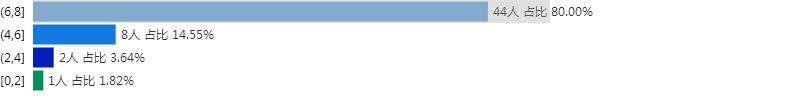 (6,8] 44人 占比 80.00%
(4,6] 8人 占比 14.55%
(2,4] 2人 占比 3.64%
[0,2] 1人 占比 1.82%